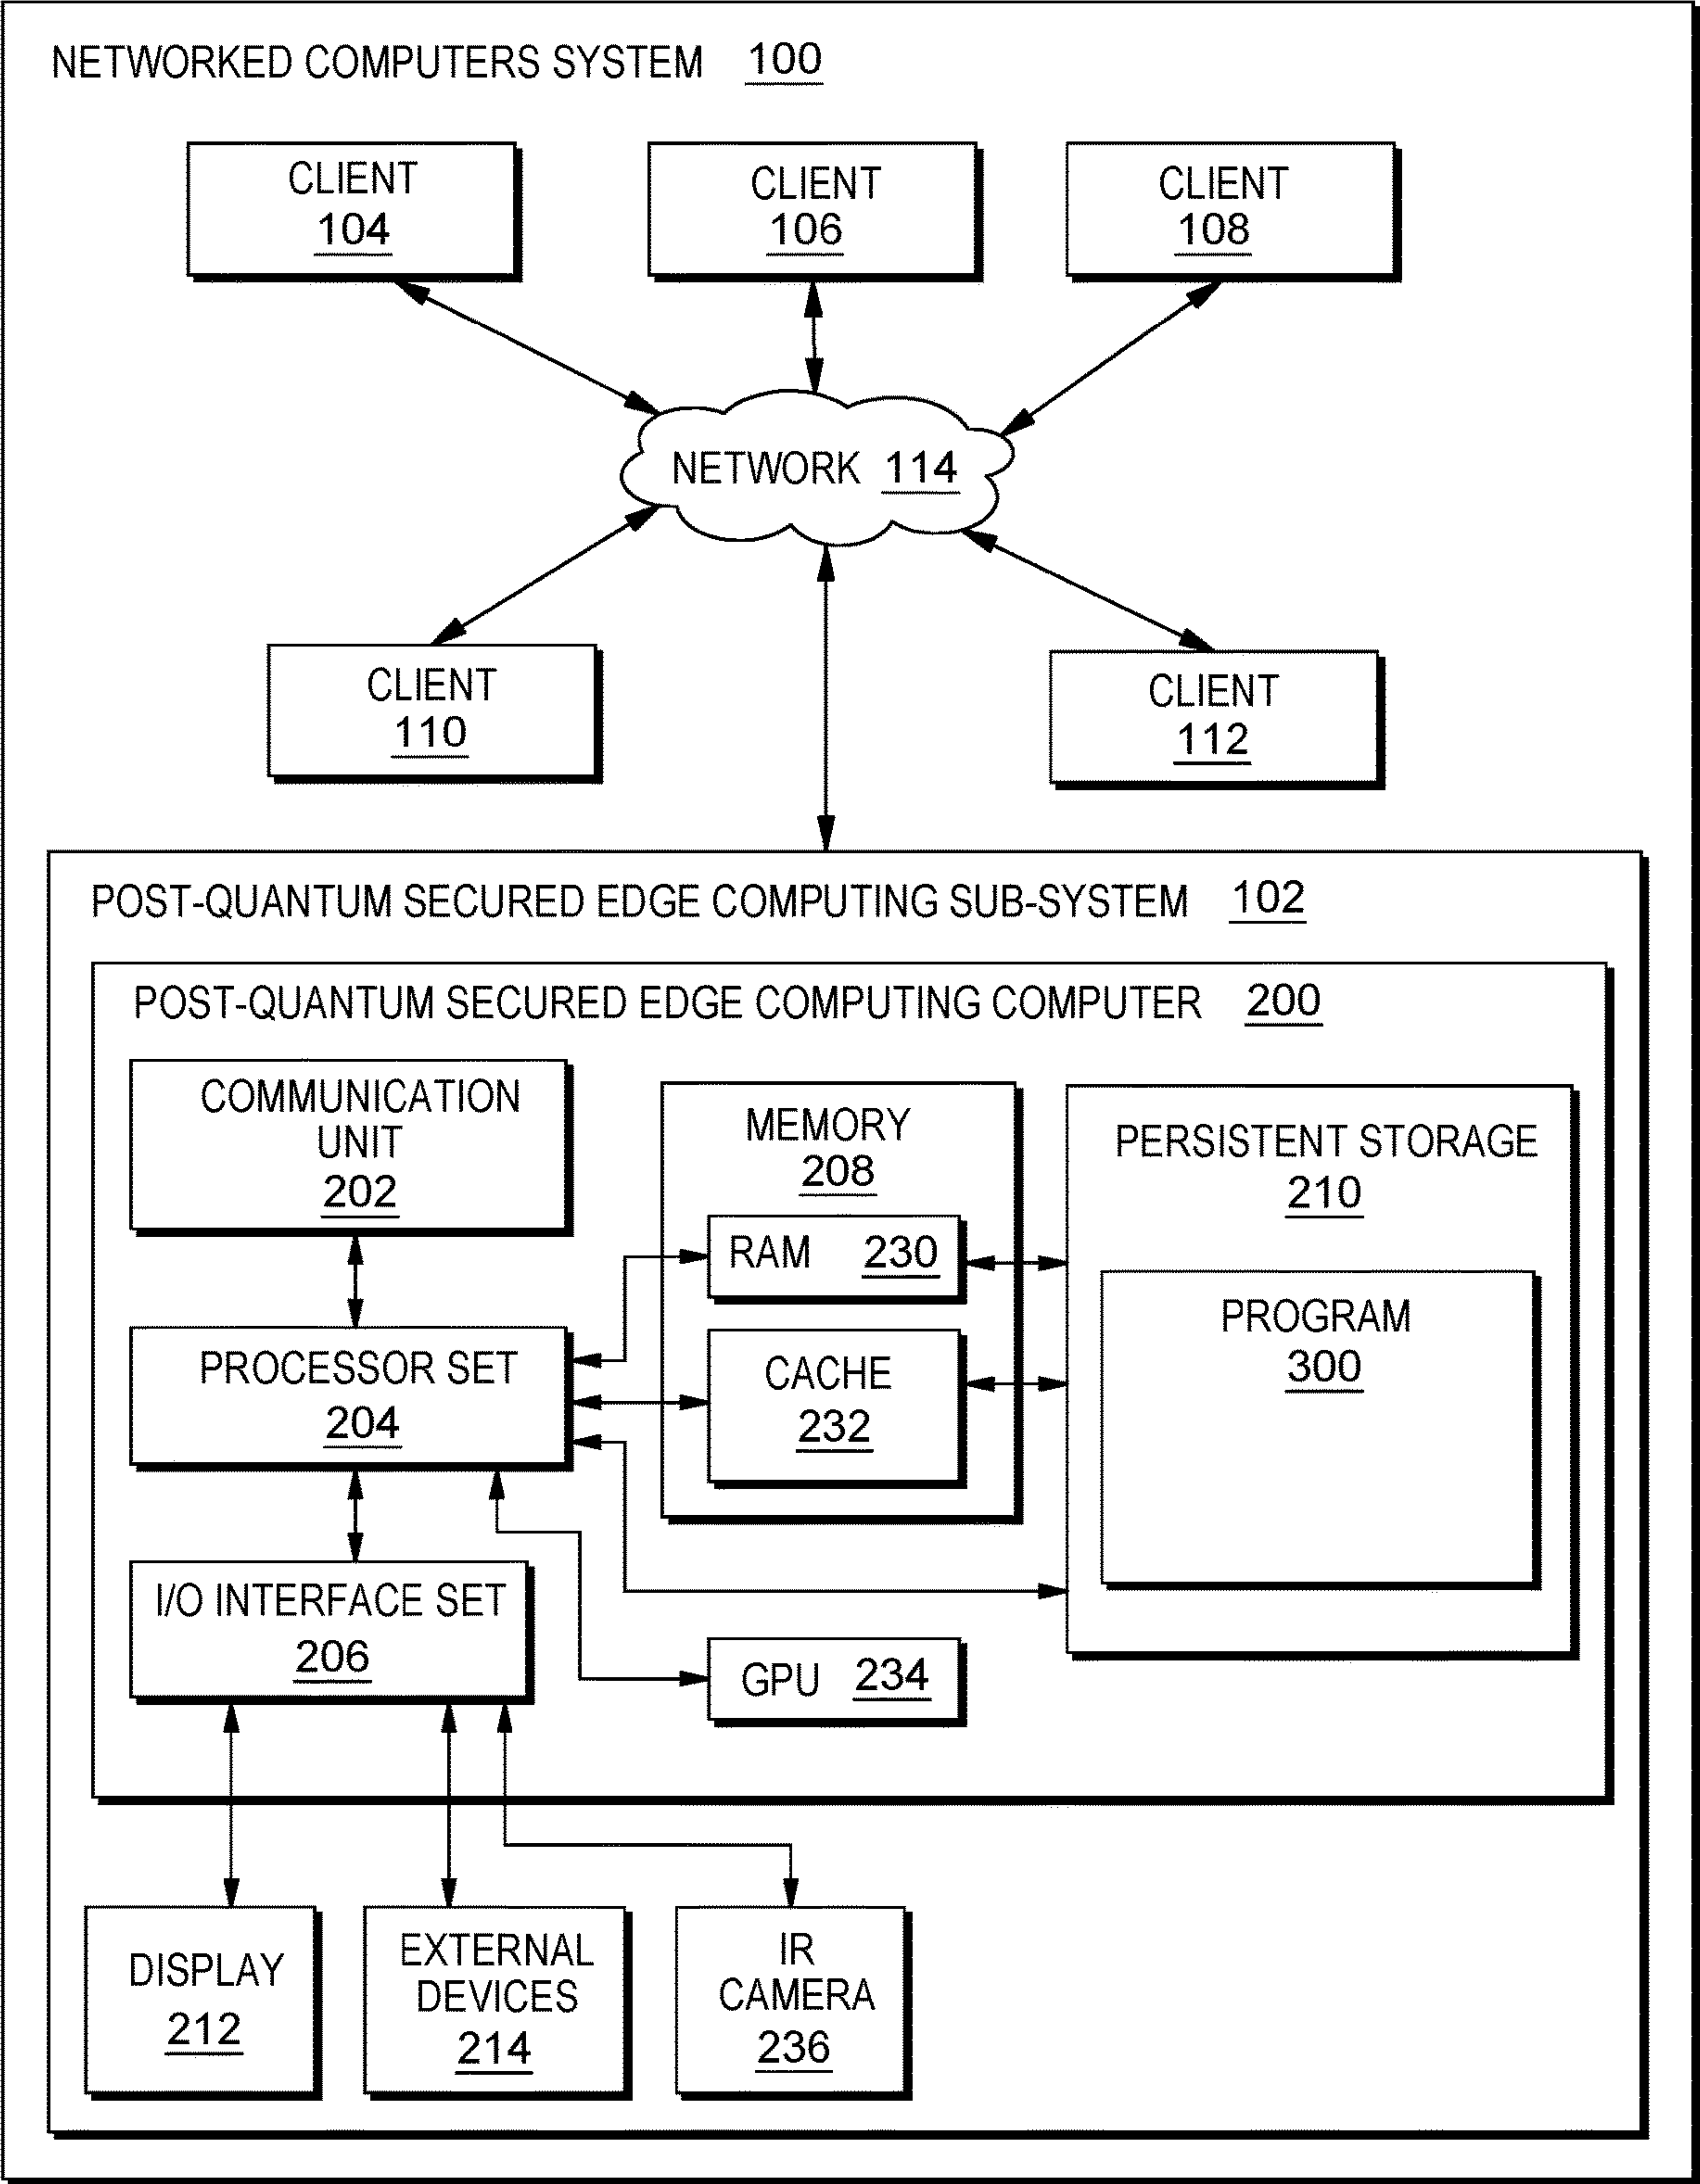 NETWORKED COMPUTERS SYSTEM 100
CLIENT
104
CLIENT
106
CLIENT
108
NETWORK 114
CLIENT
110
CLIENT
112
POST-QUANTUM SECURED EDGE COMPUTING SUB-SYSTEM 102
POST-QUANTUM SECURED EDGE COMPUTING COMPUTER 200
COMMUNICATION
UNIT
202
MEMORY
208
PERSISTENT STORAGE
210
RAM 230
PROGRAM
300
PROCESSOR SET
204
CACHE
232
I/O INTERFACE SET
206
GPU 234
DISPLAY
212
EXTERNAL
DEVICES
214
IR
CAMERA
236